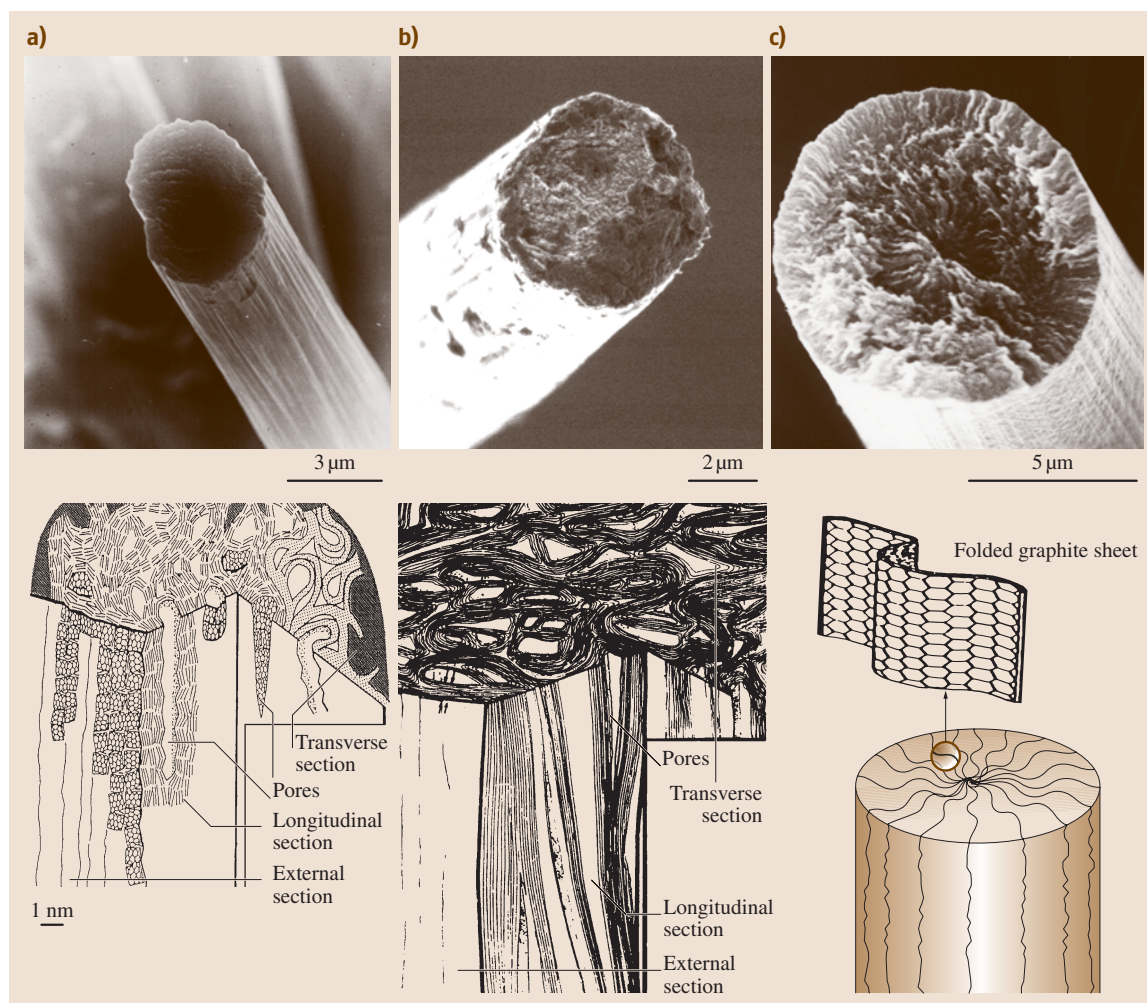 a)
b)
c)
3 µm
2 µm
5 µm
Folded graphite sheet
Transverse
section
Pores
Longitudinal
section
External
section
1 nm
Pores
Transverse
section
Longitudinal
section
External
section